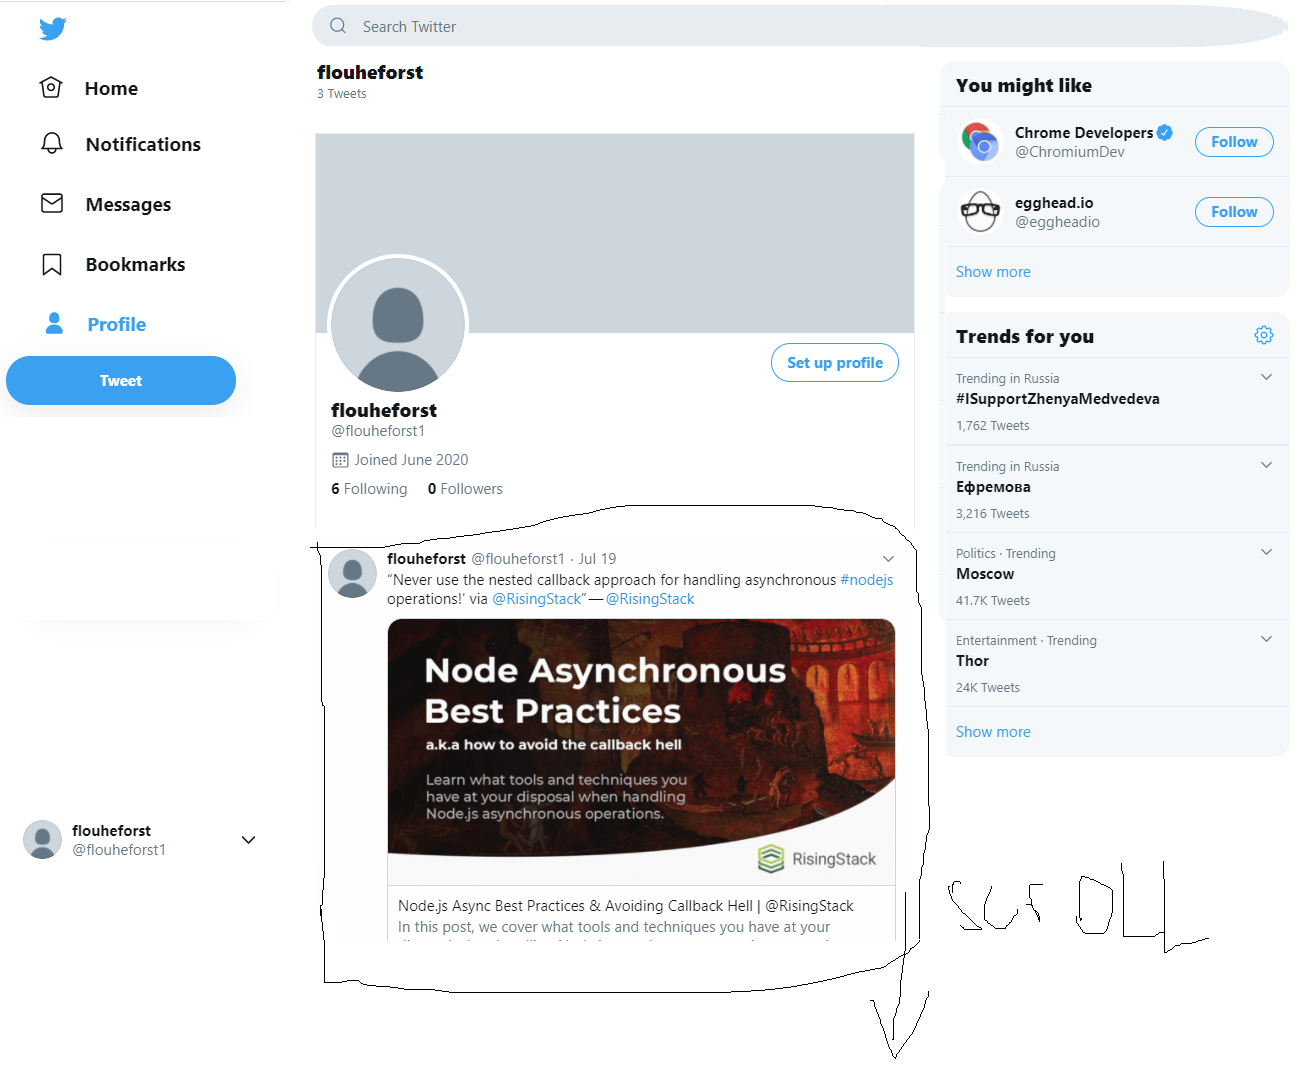 Search Twitter
Home
Notifications
Messages
Bookmarks
Profile
Tweet
flouheforst
@flouheforst1
flouheforst
3 Tweets
Set up profile
flouheforst
@flouheforst1
Joined June 2020
6 Following 0 Followers
flouheforst @flouheforst1 · Jul 19
“Never use the nested callback approach for handling asynchronous #nodejs
operations!’ via @RisingStack” — @RisingStack
Node Asynchronous
Best Practices
a.k.a how to avoid the callback hell
Learn what tools and techniques you
have at your disposal when handling
Node.js asynchronous operations.
RisingStack
Node.js Async Best Practices & Avoiding Callback Hell | @RisingStack
In this post, we cover what tools and techniques you have at your
You might like
Chrome Developers
@ChromiumDev
Follow
egghead.io
@eggheadio
Follow
Show more
Trends for you
Trending in Russia
#ISupportZhenyaMedvedeva
1,762 Tweets
Trending in Russia
Ефремова
3,216 Tweets
Politics · Trending
Moscow
41.7K Tweets
Entertainment · Trending
Thor
24K Tweets
Show more
scrOLL